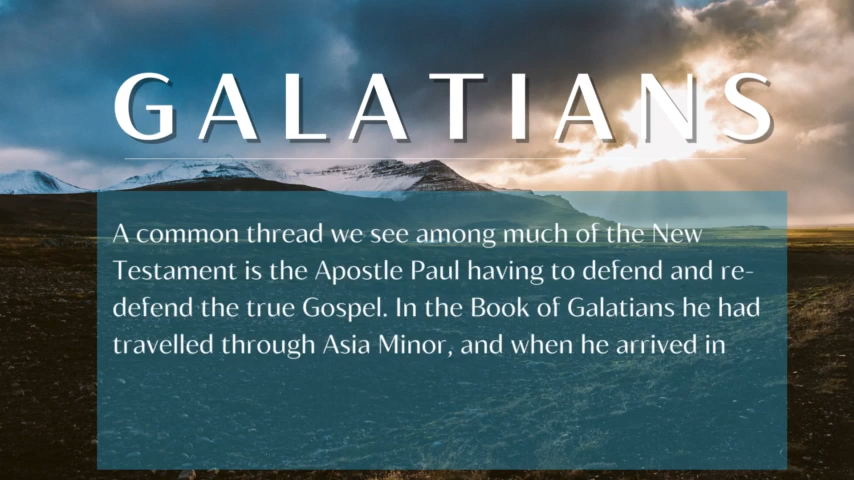 GALATIANS
A common thread we see among much of the New
Testament is the Apostle Paul having to defend and re-
defend the true Gospel. In the Book of Galatians he had
travelled through Asia Minor, and when he arrived in